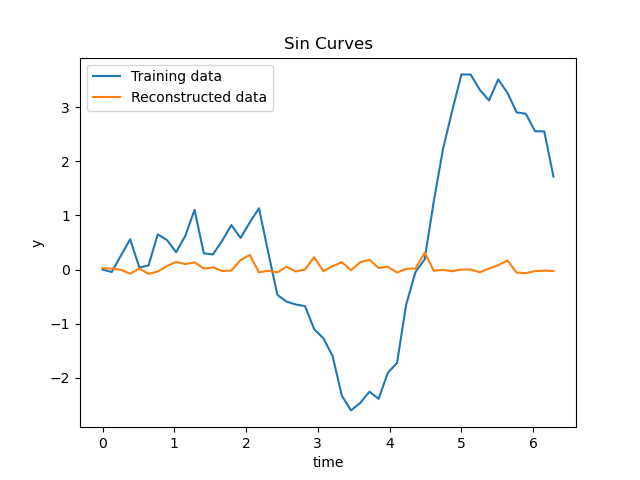 Sin Curves
Training data
Reconstructed data
3
2
1
0
−1
−2
y
0 1 2 3 4 5 6
time